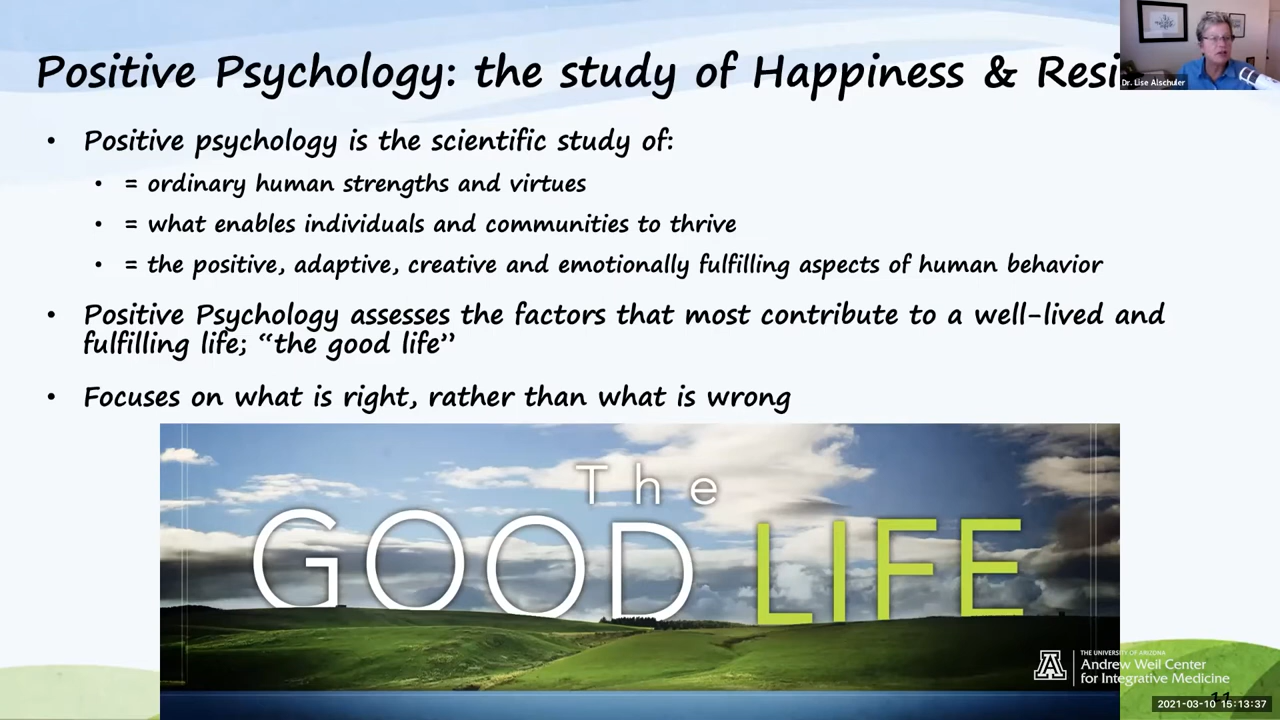 Positive Psychology: the study of Happiness & Resi
Dr. Lise Alschuler
• Positive psychology is the scientific study of:
• = ordinary human strengths and virtues
• = what enables individuals and communities to thrive
• = the positive, adaptive, creative and emotionally fulfilling aspects of human behavior
• Positive Psychology assesses the factors that most contribute to a well-lived and
fulfilling life; “the good life”
• Focuses on what is right, rather than what is wrong
The
GOOD LIFE
THE UNIVERSITY OF ARIZONA
Andrew Weil Center
for Integrative Medicine
11
2021-03-10 15:13:37